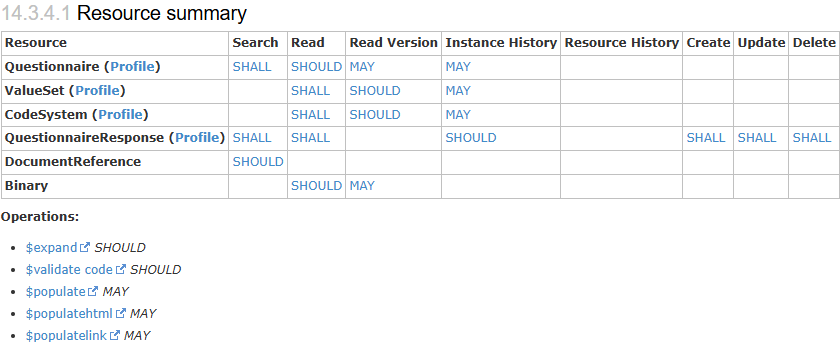 14.3.4.1 Resource summary
Resource Search Read Read Version Instance History Resource History Create Update Delete
Questionnaire (Profile) SHALL SHOULD MAY MAY
ValueSet (Profile) SHALL SHOULD MAY
CodeSystem (Profile) SHALL SHOULD MAY
QuestionnaireResponse (Profile) SHALL SHALL SHOULD SHALL SHALL SHALL
DocumentReference SHOULD
Binary SHOULD MAY
Operations:
• $expand SHOULD
• $validate code SHOULD
• $populate MAY
• $populatehtml MAY
• $populatelink MAY